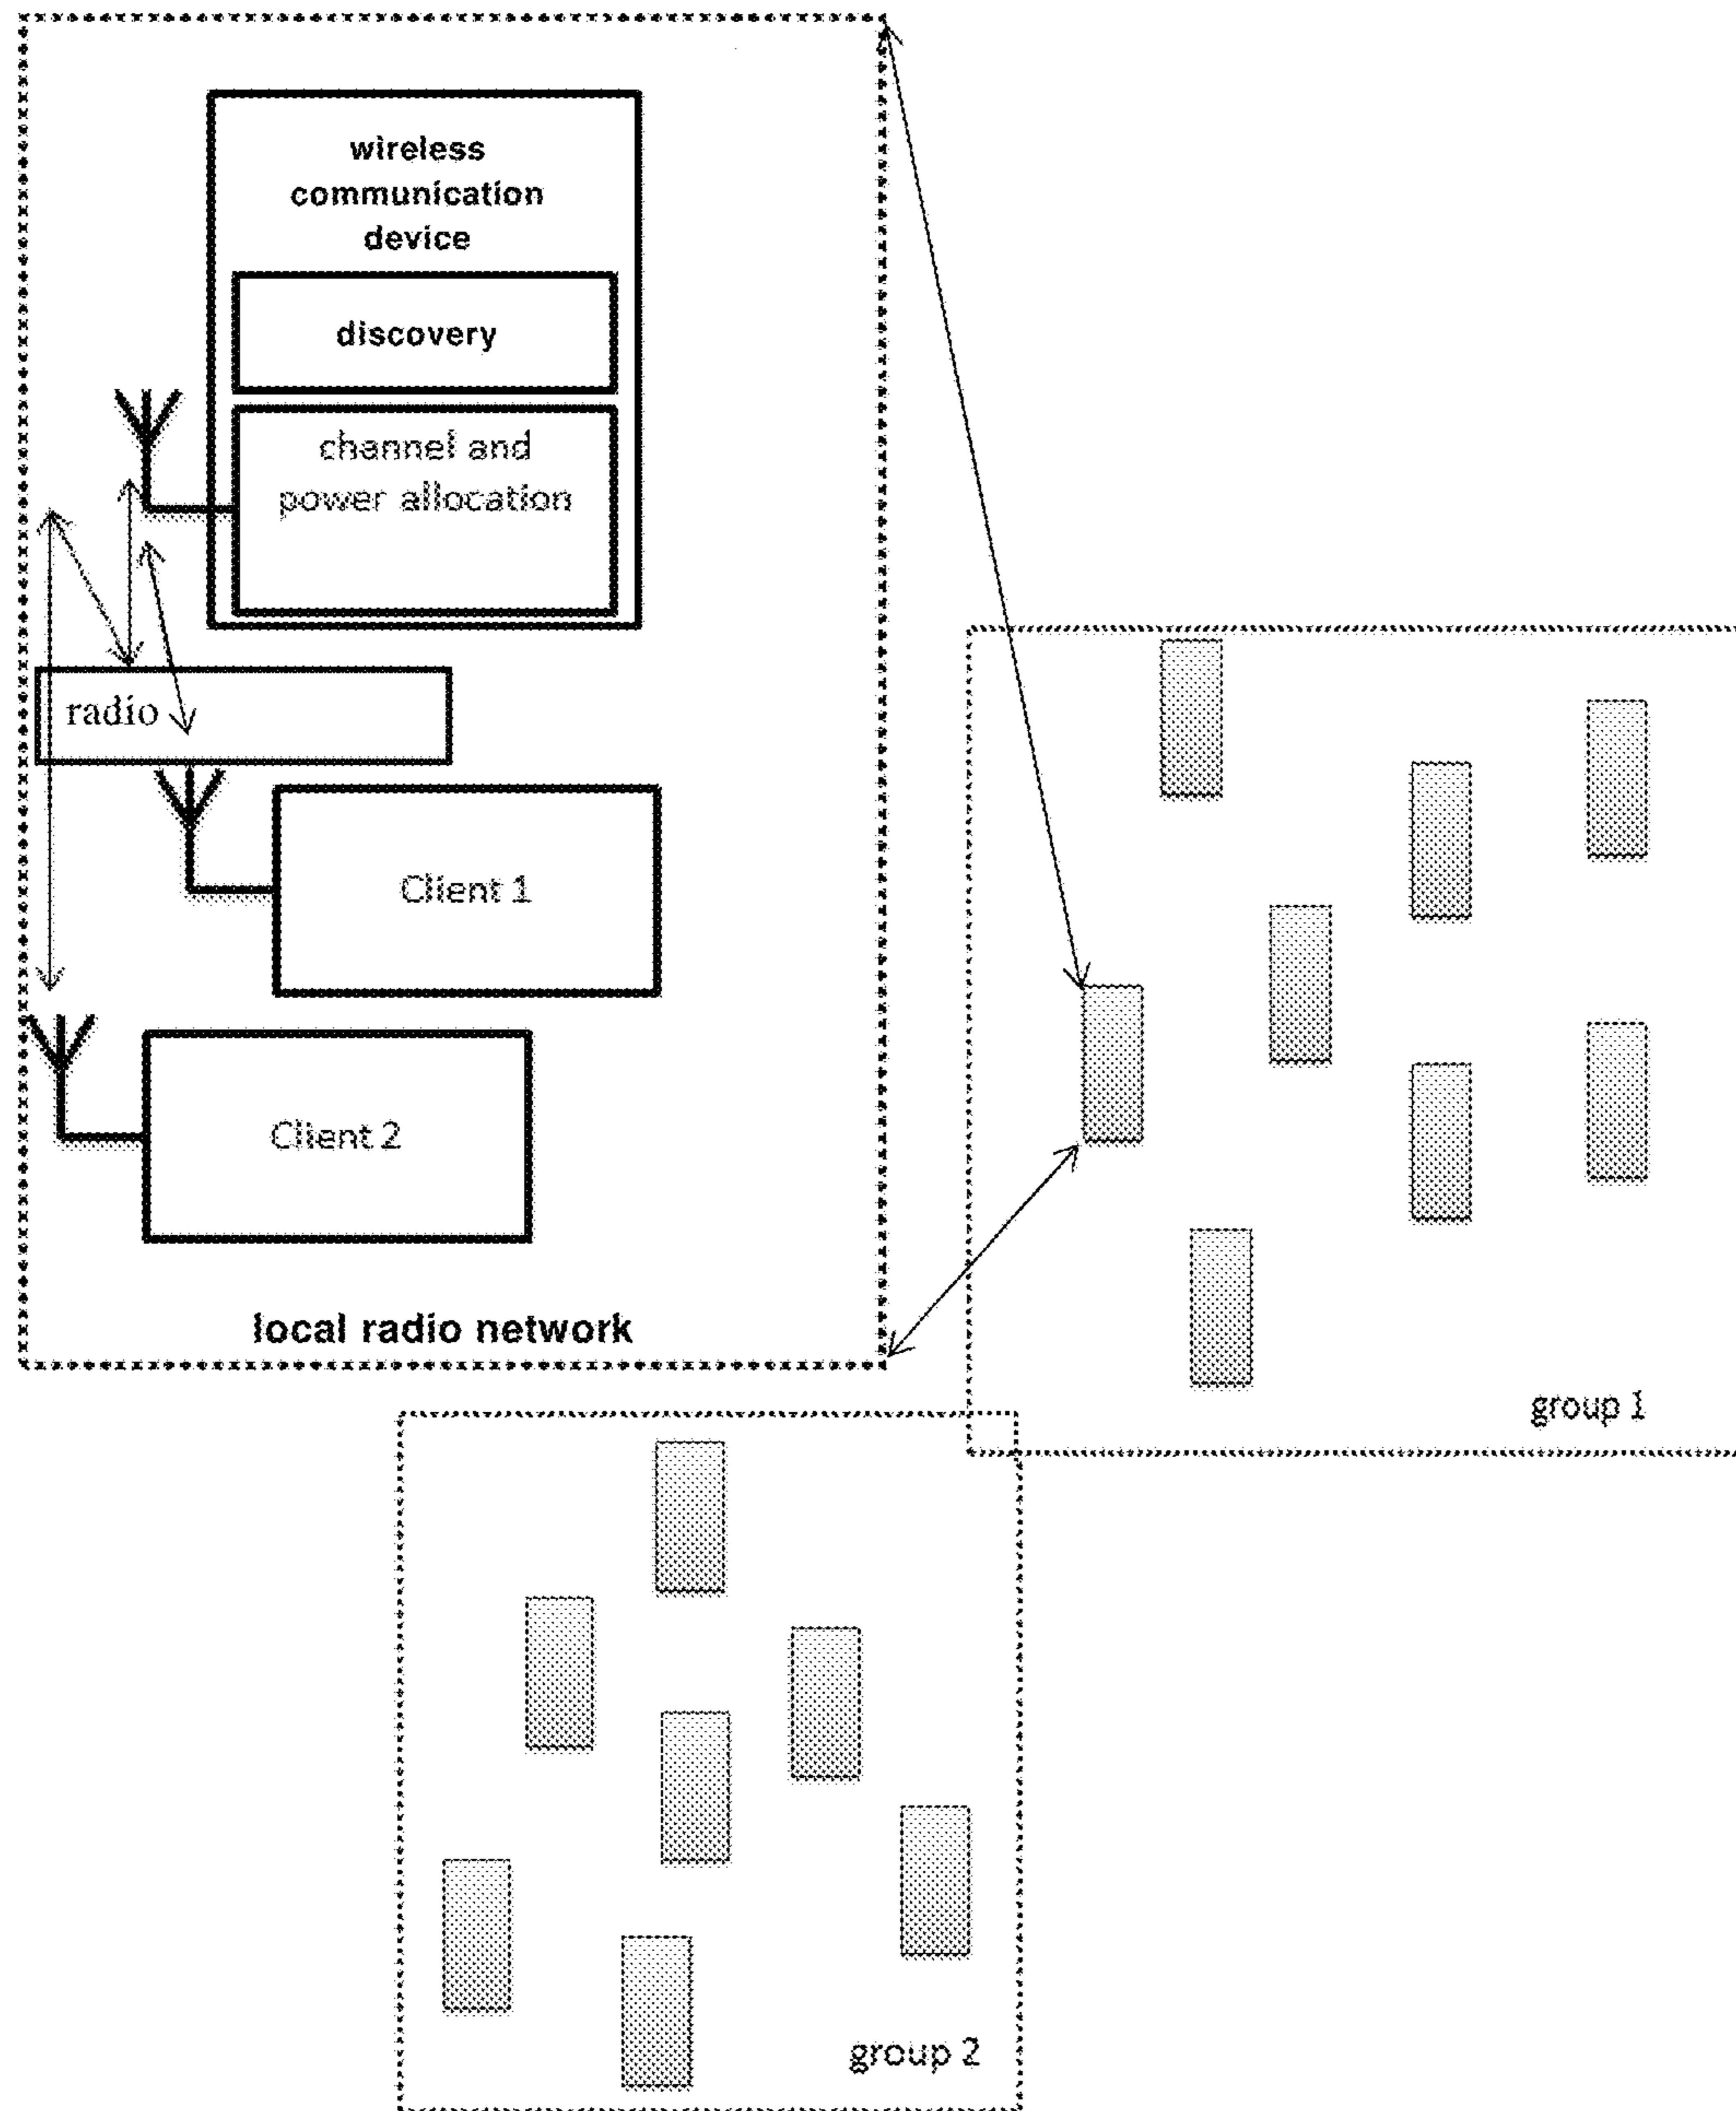 wireless
communication
device
discovery
channel and
power allocation
radio
Client 1
Client 2
local radio network
group 1
group 2